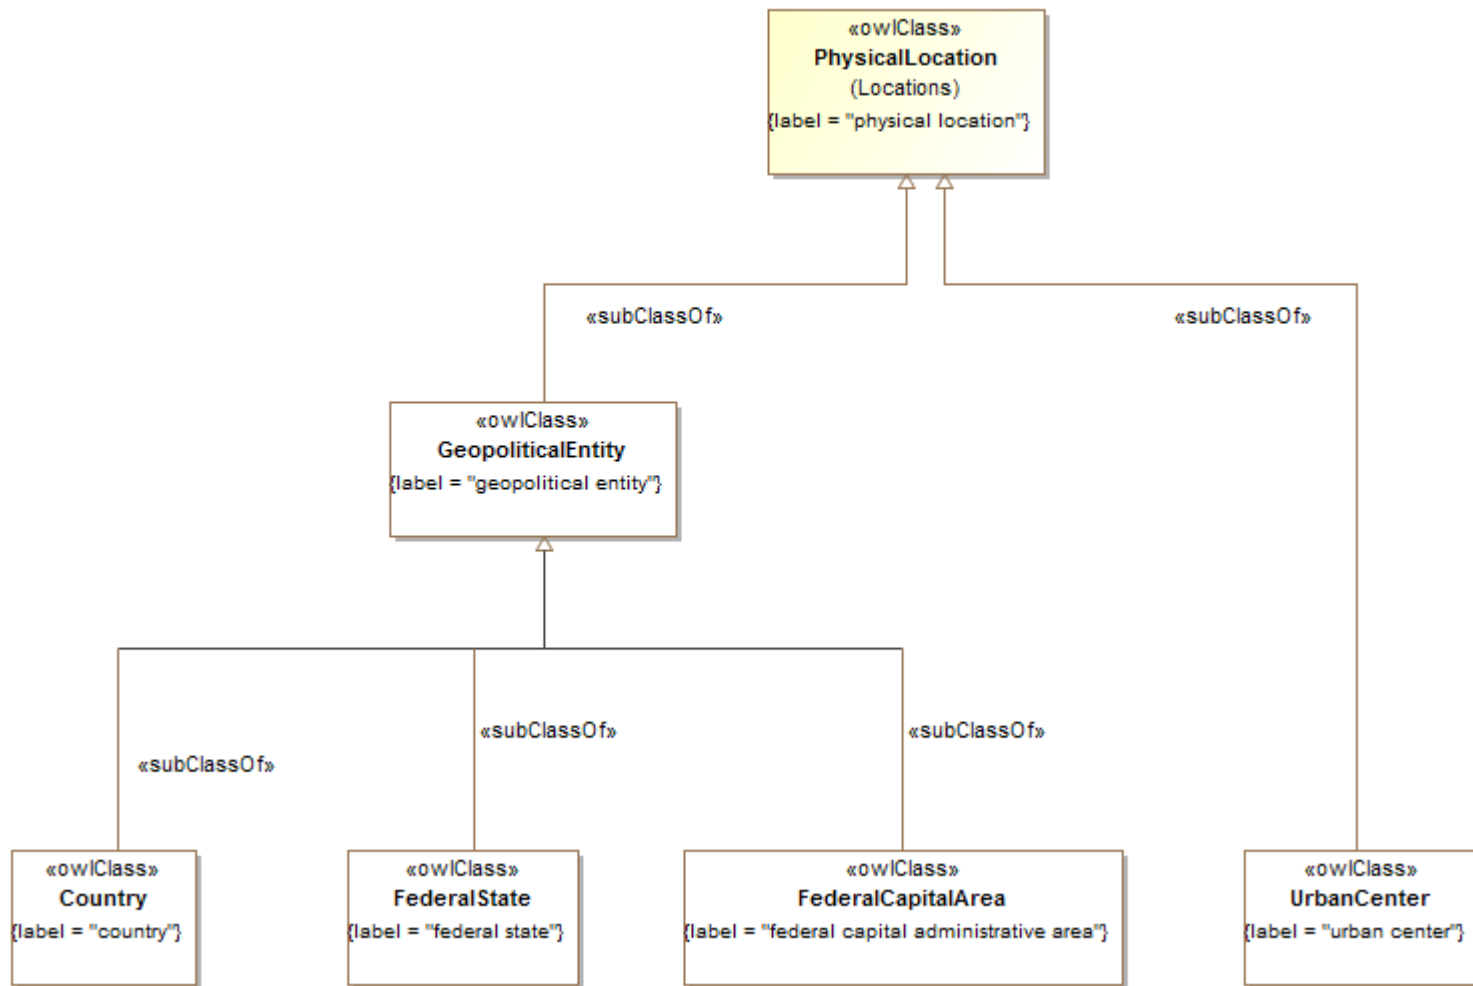 «owlClass»
PhysicalLocation
(Locations)
{label = "physical location"}
«subClassOf»
«subClassOf»
«owlClass»
GeopoliticalEntity
{label = "geopolitical entity"}
«subClassOf»
«subClassOf»
«subClassOf»
«owlClass»
Country
{label = "country"}
«owlClass»
FederalState
{label = "federal state"}
«owlClass»
FederalCapitalArea
{label = "federal capital administrative area"}
«owlClass»
UrbanCenter
{label = "urban center"}